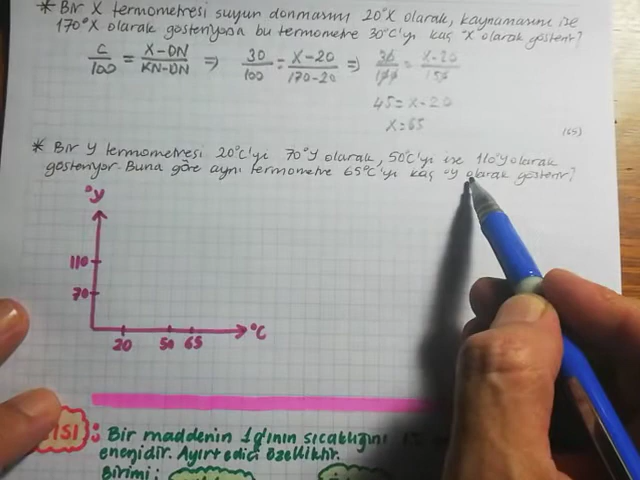 * Bir X termometresi suyun donmasını 20°X olarak, kaynamasını ise
170°X olarak gösteriyorsa bu termometre 30°C'yi kaç °X olarak gösterir?
C/100 = X-DN/KN-DN ⇒ 30/100 = X-20/170-20 ⇒ 30/100 = X-20/150
45=X-20
X=65
(65)
* Bir Y termometresi 20°C'yi 70°Y olarak, 50°C'yi ise 110°Y olarak
gösteriyor. Buna göre aynı termometre 65°C'yi kaç °Y olarak gösterir?
°Y
110
70
20 50 65 °C
ISI: Bir maddenin 1g'ının sıcaklığını
enerjidir. Ayırt edici özelliktir.
Birimi: